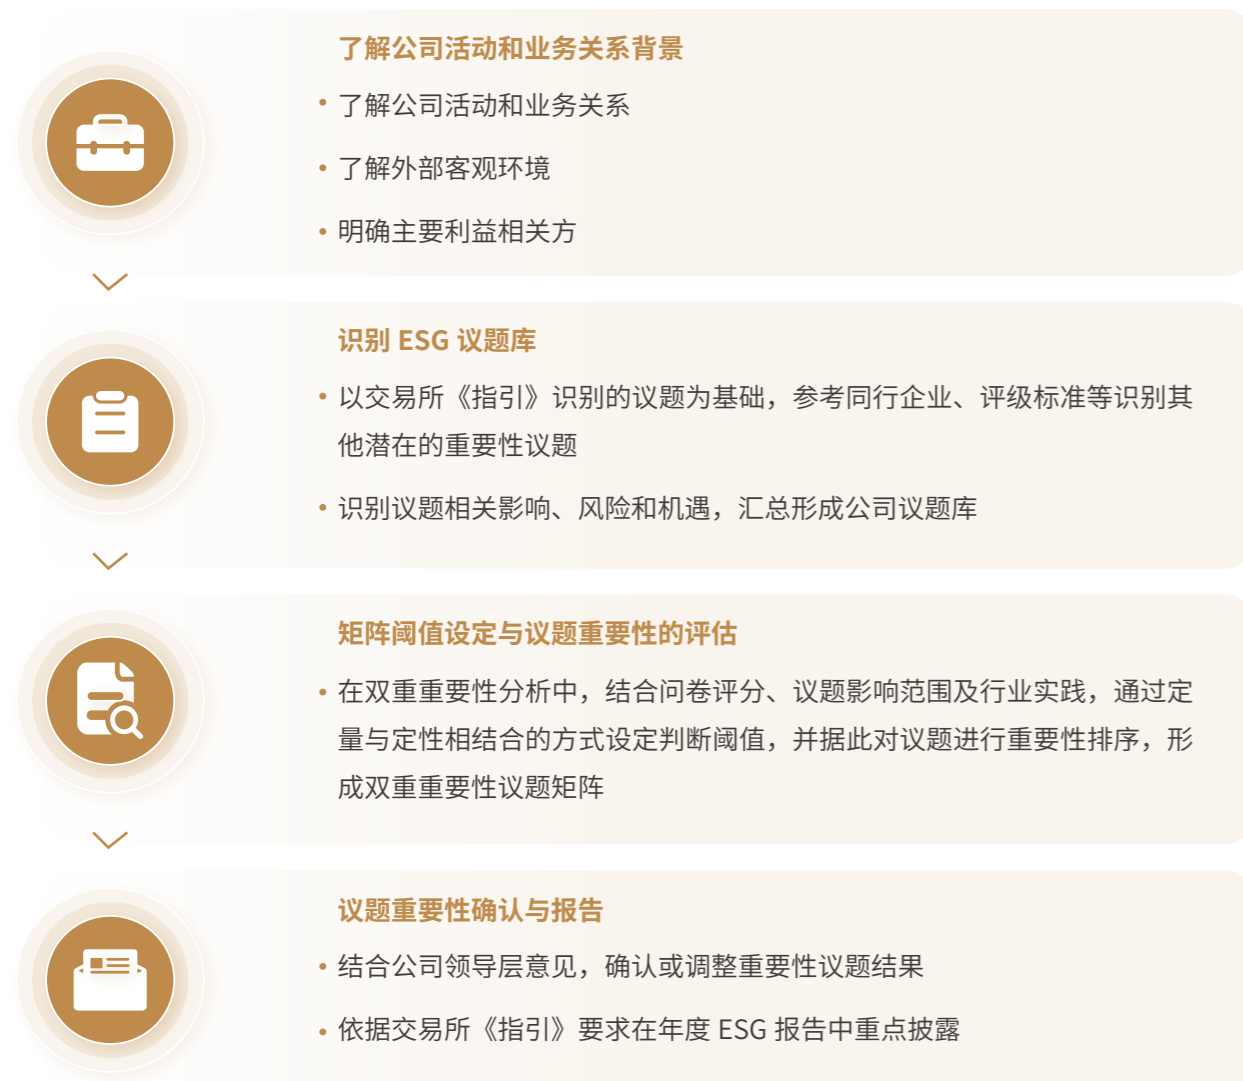 了解公司活动和业务关系背景
• 了解公司活动和业务关系
• 了解外部客观环境
• 明确主要利益相关方
识别 ESG 议题库
• 以交易所《指引》识别的议题为基础，参考同行企业、评级标准等识别其
他潜在的重要性议题
• 识别议题相关影响、风险和机遇，汇总形成公司议题库
矩阵阈值设定与议题重要性的评估
• 在双重重要性分析中，结合问卷评分、议题影响范围及行业实践，通过定
量与定性相结合的方式设定判断阈值，并据此对议题进行重要性排序，形
成双重重要性议题矩阵
议题重要性确认与报告
• 结合公司领导层意见，确认或调整重要性议题结果
• 依据交易所《指引》要求在年度 ESG 报告中重点披露